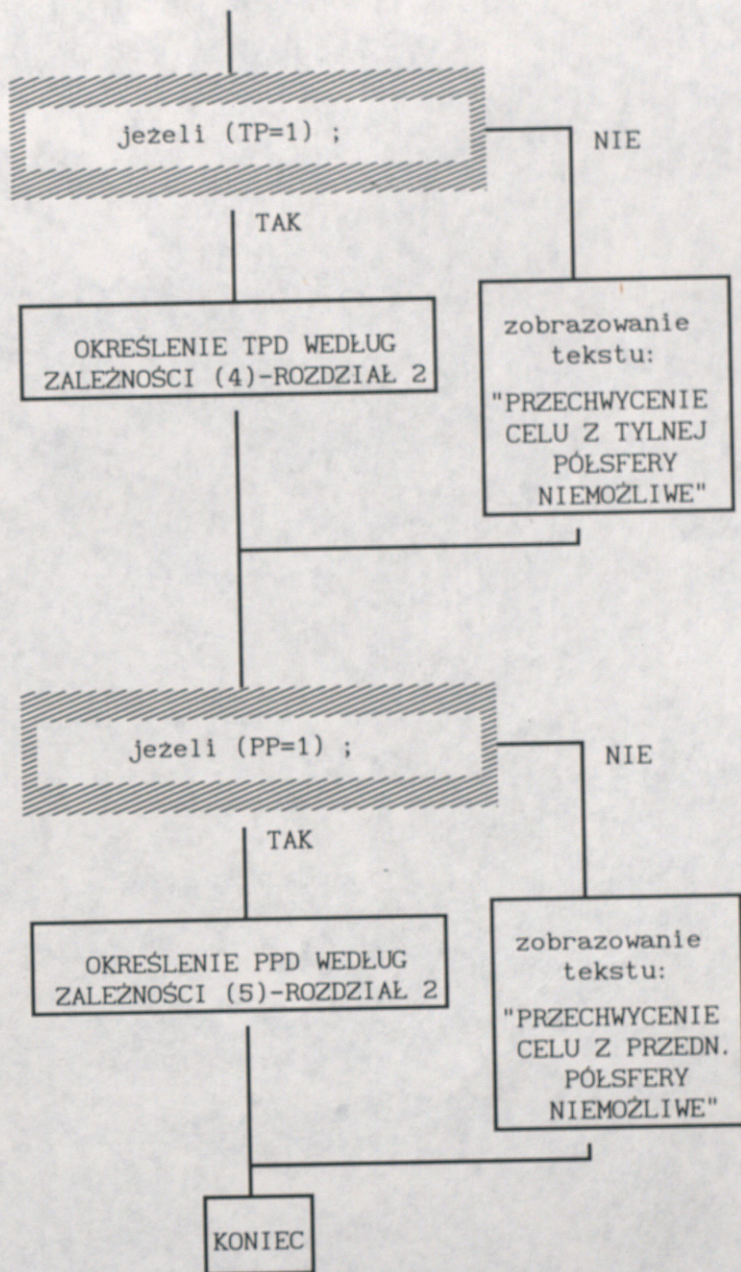 jeżeli (TP=1) ;
NIE
TAK
OKREŚLENIE TPD WEDŁUG
ZALEŻNOŚCI (4)-ROZDZIAŁ 2
zobrazowanie
tekstu:
"PRZECHWYCENIE
CELU Z TYLNEJ
PÓŁSFERY
NIEMOŻLIWE"
jeżeli (PP=1) ;
NIE
TAK
OKREŚLENIE PPD WEDŁUG
ZALEŻNOŚCI (5)-ROZDZIAŁ 2
zobrazowanie
tekstu:
"PRZECHWYCENIE
CELU Z PRZEDN.
PÓŁSFERY
NIEMOŻLIWE"
KONIEC